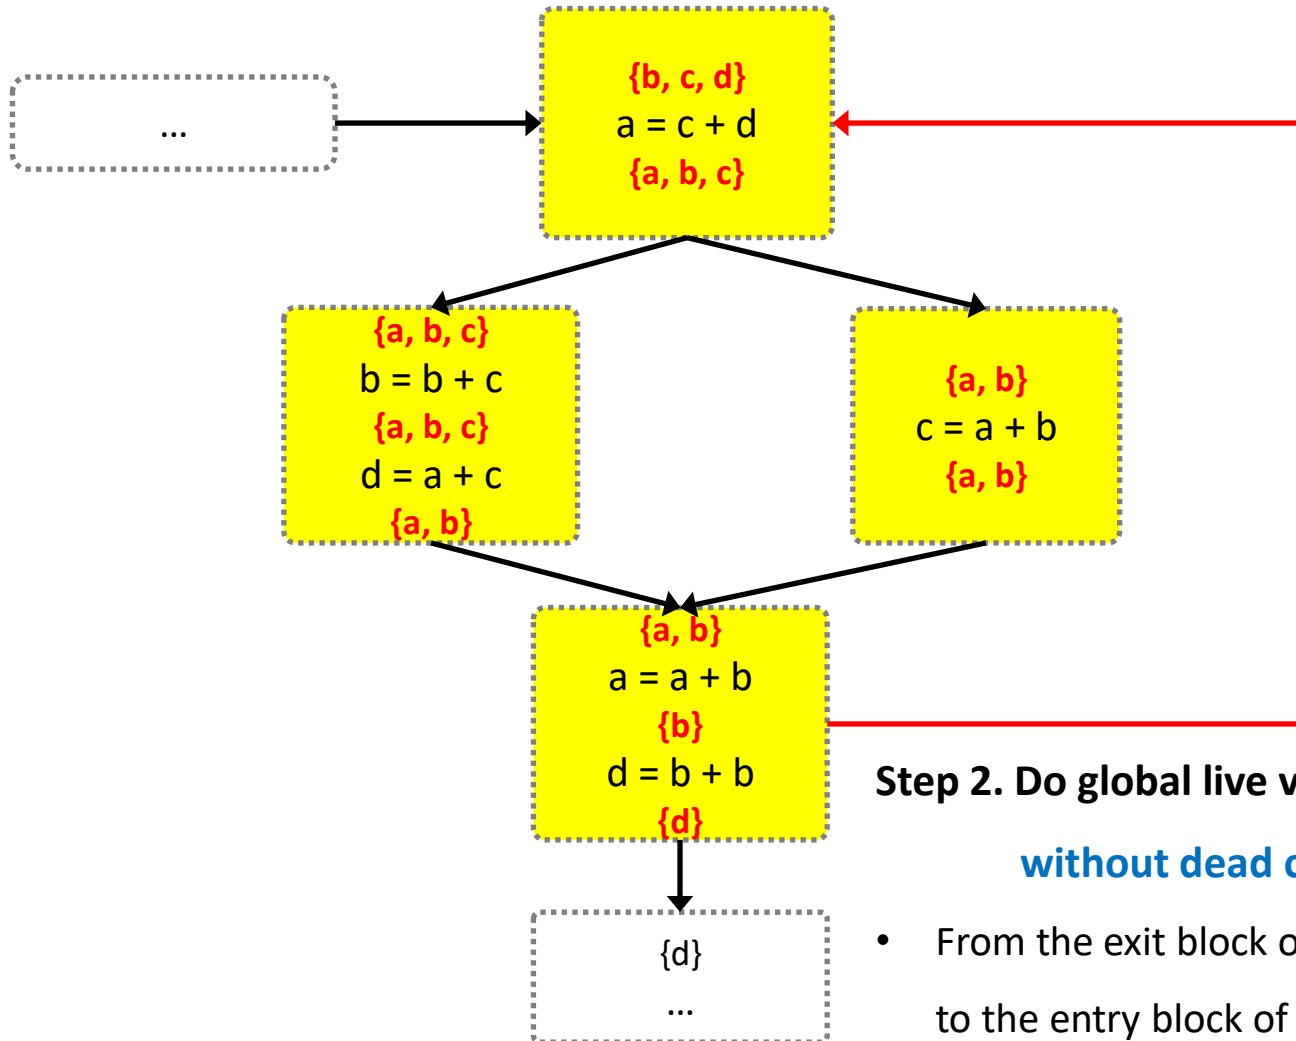 ...
{b, c, d}
a = c + d
{a, b, c}
{a, b, c}
b = b + c
{a, b, c}
d = a + c
{a, b}
{a, b}
c = a + b
{a, b}
{a, b}
a = a + b
{b}
d = b + b
{d}
{d}
...
Step 2. Do global live
without dead
• From the exit block
to the entry block of